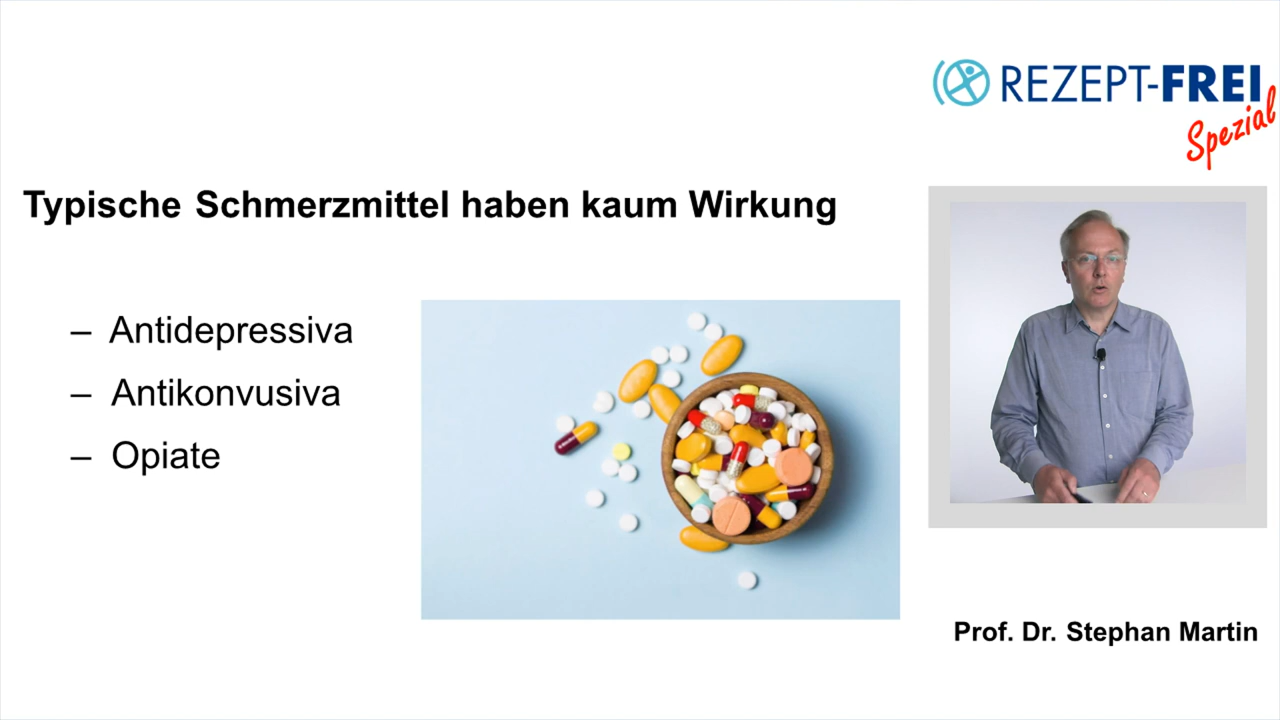 REZEPT-FREI
Spezial
Typische Schmerzmittel haben kaum Wirkung
– Antidepressiva
– Antikonvusiva
– Opiate
Prof. Dr. Stephan Martin